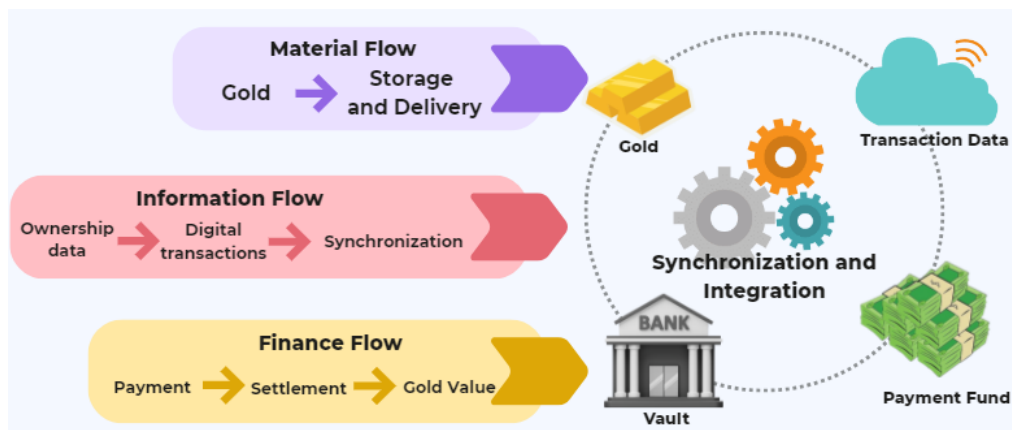 Material Flow
Gold
Storage
and Delivery
Information Flow
Ownership
data
Digital
transactions
Synchronization
Finance Flow
Payment
Settlement
Gold Value
Gold
Transaction Data
Synchronization and
Integration
BANK
Vault
Payment Fund